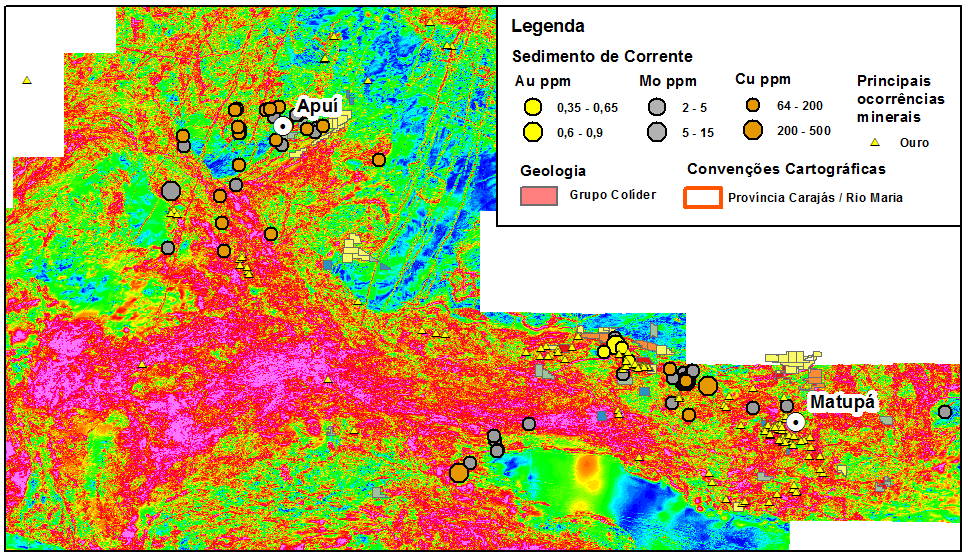 Legenda
Sedimento de Corrente
Au ppm
0,35 - 0,65
0,6 - 0,9
Mo ppm
2 - 5
5 - 15
Cu ppm
64 - 200
200 - 500
Principais
ocorrências
minerais
Ouro
Geologia
Grupo Colíder
Convenções Cartográficas
Província Carajás / Rio Maria
Apuí
Matupá